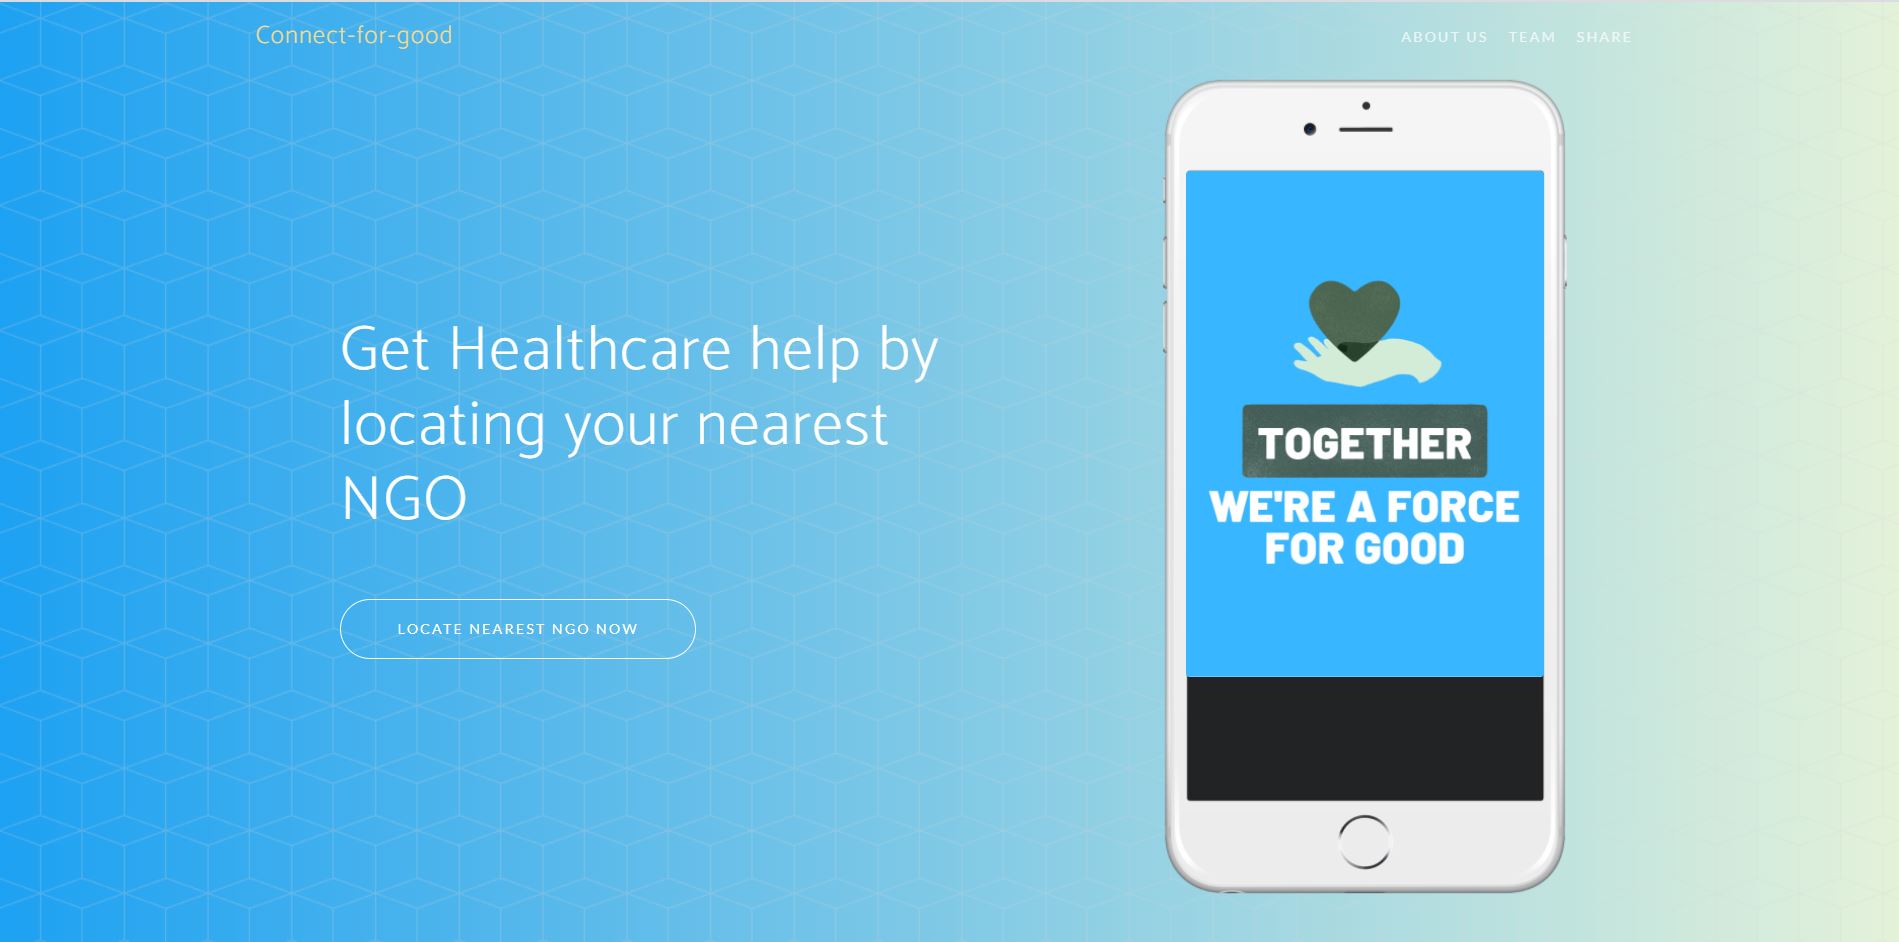 Connect-for-good
ABOUT US TEAM SHARE
Get Healthcare help by
locating your nearest
NGO
LOCATE NEAREST NGO NOW
TOGETHER
WE'RE A FORCE
FOR GOOD